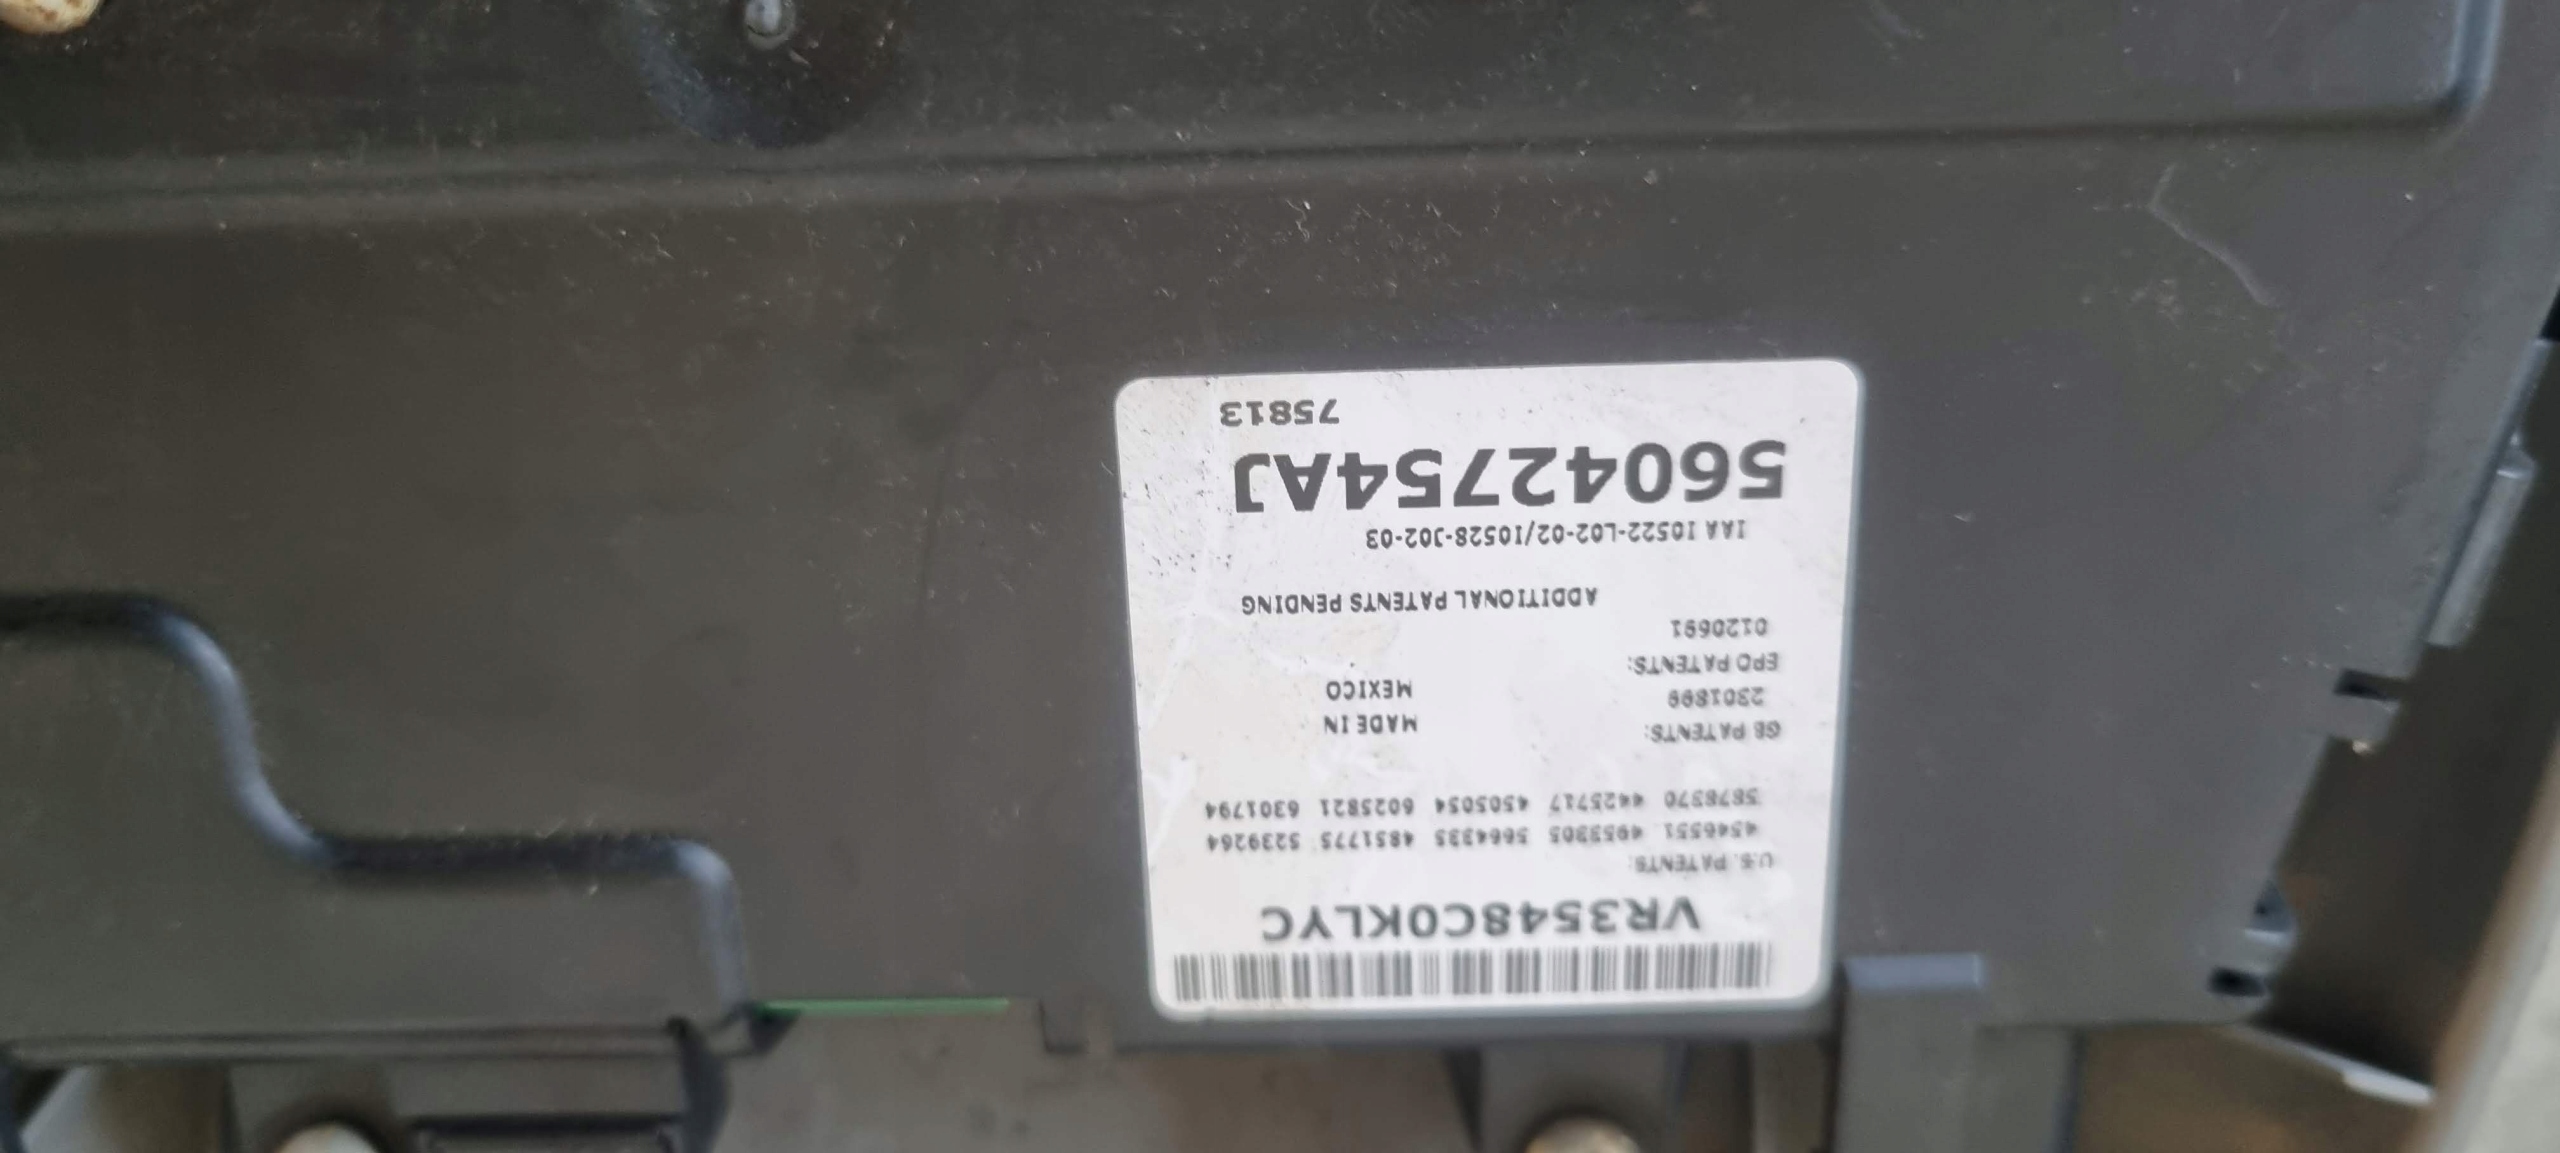 VR3548C0KLYC
U.S. PATENTS:
4546551 4953305 5664335 4851775 5239264
5878370 4425717 4505054 6025821 6301794
GB PATENTS:
2301899
MADE IN
MEXICO
EPO PATENTS:
0120691
ADDITIONAL PATENTS PENDING
IAA I0522-L02-02/I0528-J02-03
56042754AJ
75813